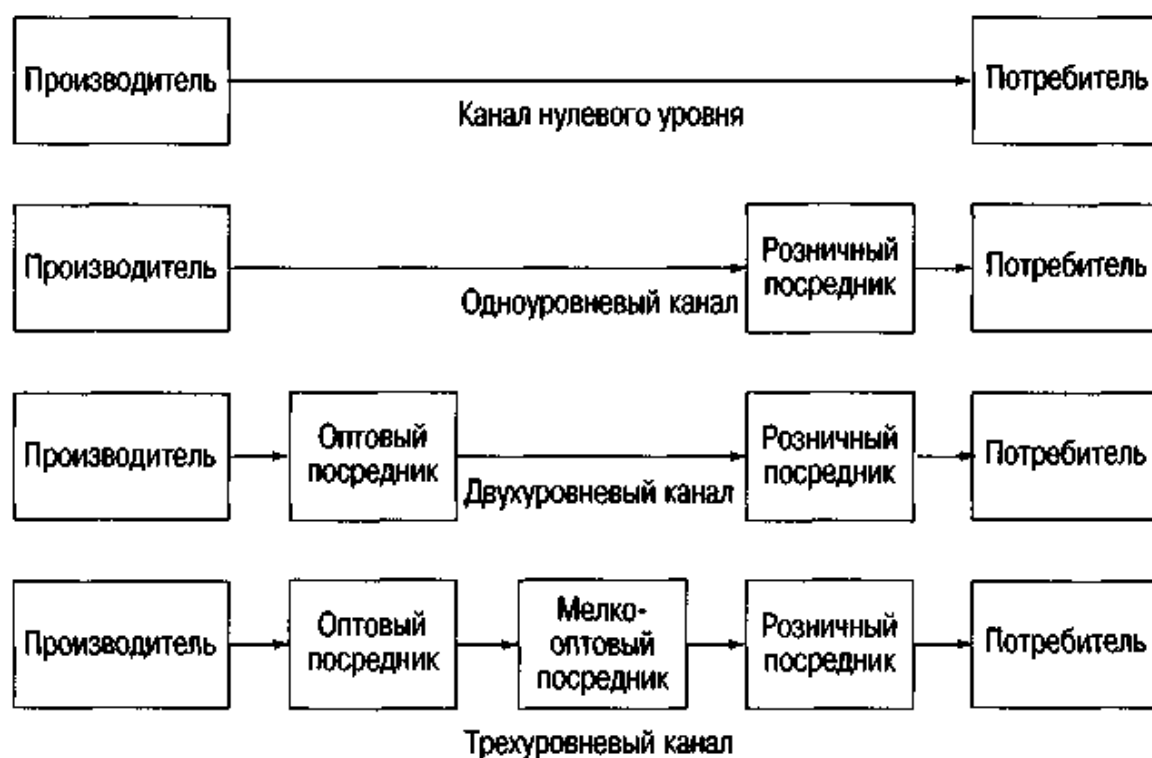 Производитель
Потребитель
Канал нулевого уровня
Производитель
Розничный
посредник
Потребитель
Одноуровневый канал
Производитель
Оптовый
посредник
Розничный
посредник
Потребитель
Двухуровневый канал
Производитель
Оптовый
посредник
Мелко-
оптовый
посредник
Розничный
посредник
Потребитель
Трехуровневый канал